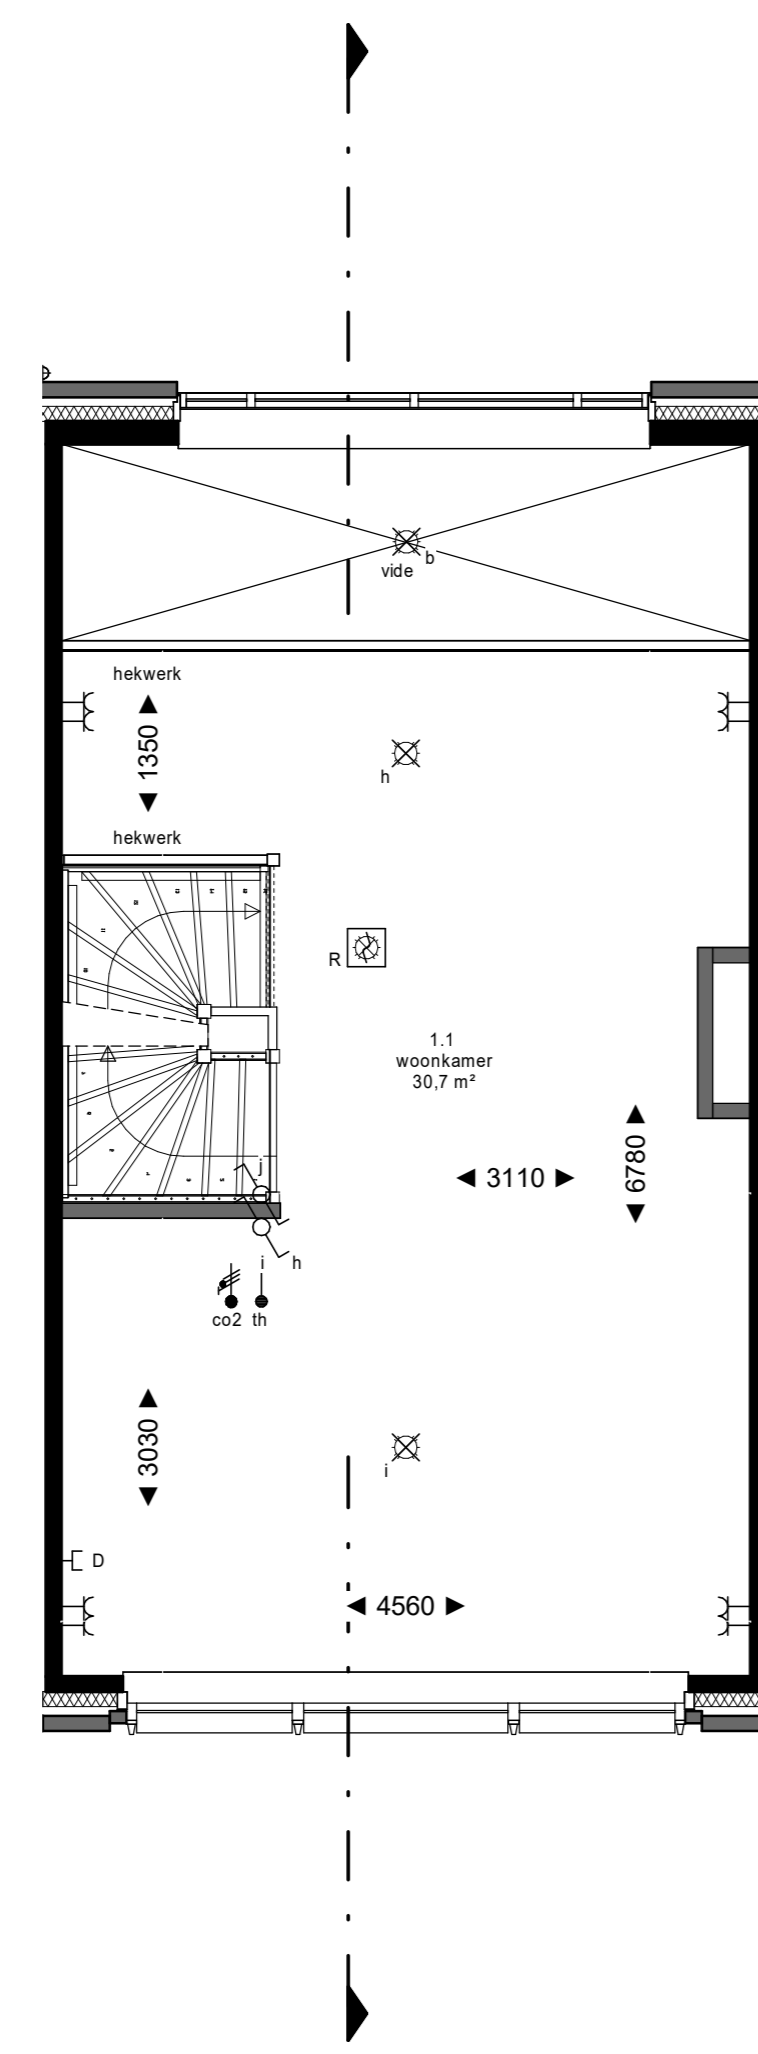 b
vide
hekwerk
1350
h
hekwerk
R
1.1
woonkamer
30,7 m²
3110
6780
j
i
h
co2
th
3030
i
D
4560